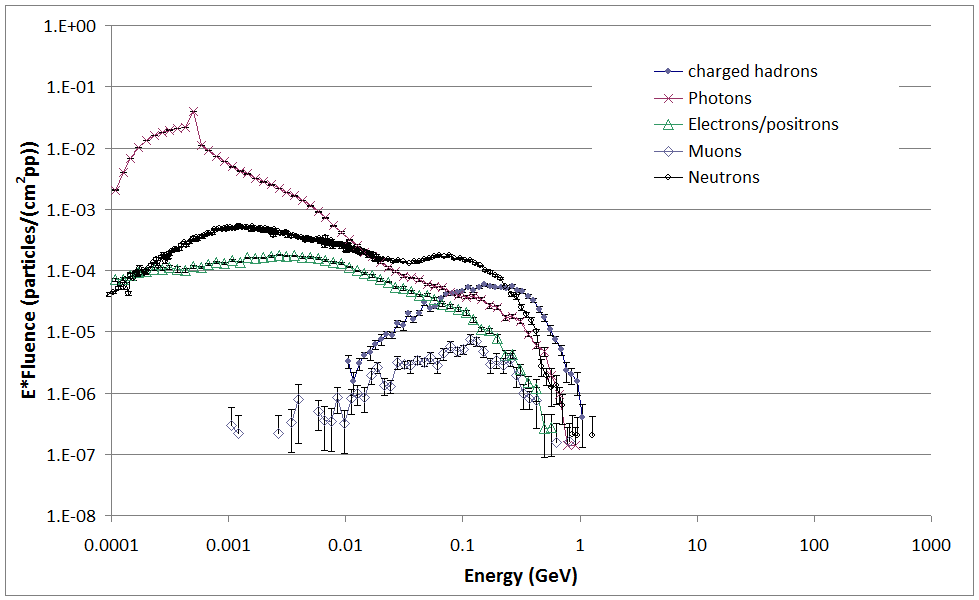 1.E+00
1.E-01
1.E-02
1.E-03
1.E-04
1.E-05
1.E-06
1.E-07
1.E-08
E*Fluence (particles/(cm²pp))
charged hadrons
Photons
Electrons/positrons
Muons
Neutrons
0.0001 0.001 0.01 0.1 1 10 100 1000
Energy (GeV)